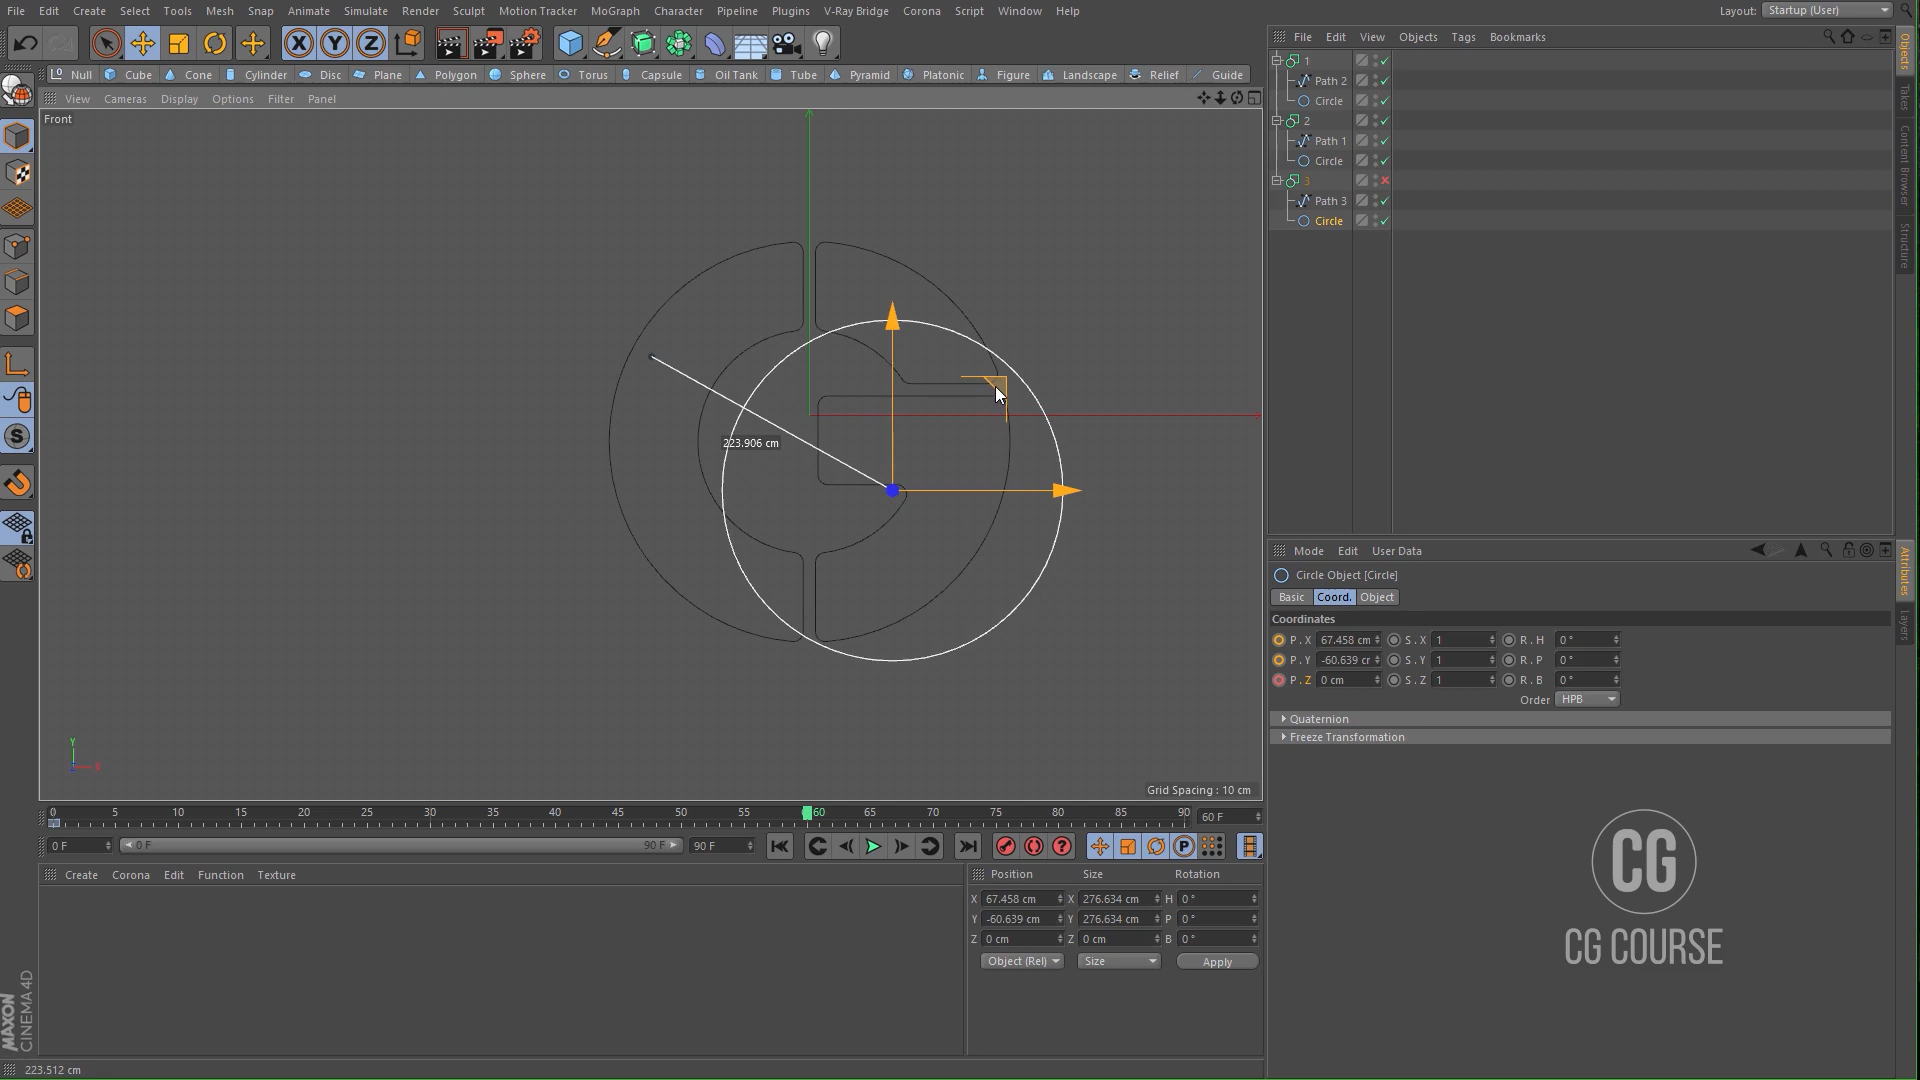 File Edit Create Select Tools Mesh Snap Animate Simulate Render Sculpt Motion Tracker MoGraph Character Pipeline Plugins V-Ray Bridge Corona Script Window Help
Layout: Startup (User)
X Y Z
Null Cube Cone Cylinder Disc Plane Polygon Sphere Torus Capsule Oil Tank Tube Pyramid Platonic Figure Landscape Relief Guide
View Cameras Display Options Filter Panel
Front
223.906 cm
Y
X
Grid Spacing : 10 cm
File Edit View Objects Tags Bookmarks
1
Path 2
Circle
2
Path 1
Circle
3
Path 3
Circle
Objects
Takes
Content Browser
Structure
Mode Edit User Data
Circle Object [Circle]
Basic Coord. Object
Coordinates
P . X 67.458 cm S . X 1 R . H 0 °
P . Y -60.639 cr S . Y 1 R . P 0 °
P . Z 0 cm S . Z 1 R . B 0 °
Order HPB
Quaternion
Freeze Transformation
Attributes
Layers
0 5 10 15 20 25 30 35 40 45 50 55 60 65 70 75 80 85 90
60 F
0 F 0 F 90 F 90 F
Create Corona Edit Function Texture
Position Size Rotation
X 67.458 cm X 276.634 cm H 0 °
Y -60.639 cm Y 276.634 cm P 0 °
Z 0 cm Z 0 cm B 0 °
Object (Rel) Size Apply
MAXON
CINEMA 4D
CG
CG COURSE
223.512 cm